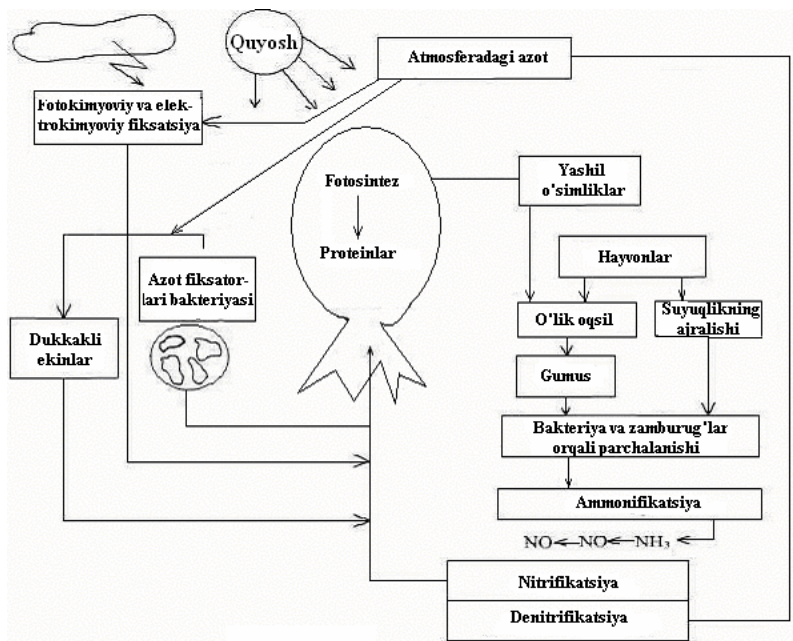 Quyosh
Atmosferadagi azot
Fotokimyoviy va elek-
trokimyoviy fiksatsiya
Fotosintez
Proteinlar
Yashil
o'simliklar
Hayvonlar
Azot fiksator-
lari bakteriyasi
Dukkakli
ekinlar
O'lik oqsil
Suyuqlikning
ajralishi
Gumus
Bakteriya va zamburug'lar
orqali parchalanishi
Ammonifikatsiya
NO NO NH₃
Nitrifikatsiya
Denitrifikatsiya